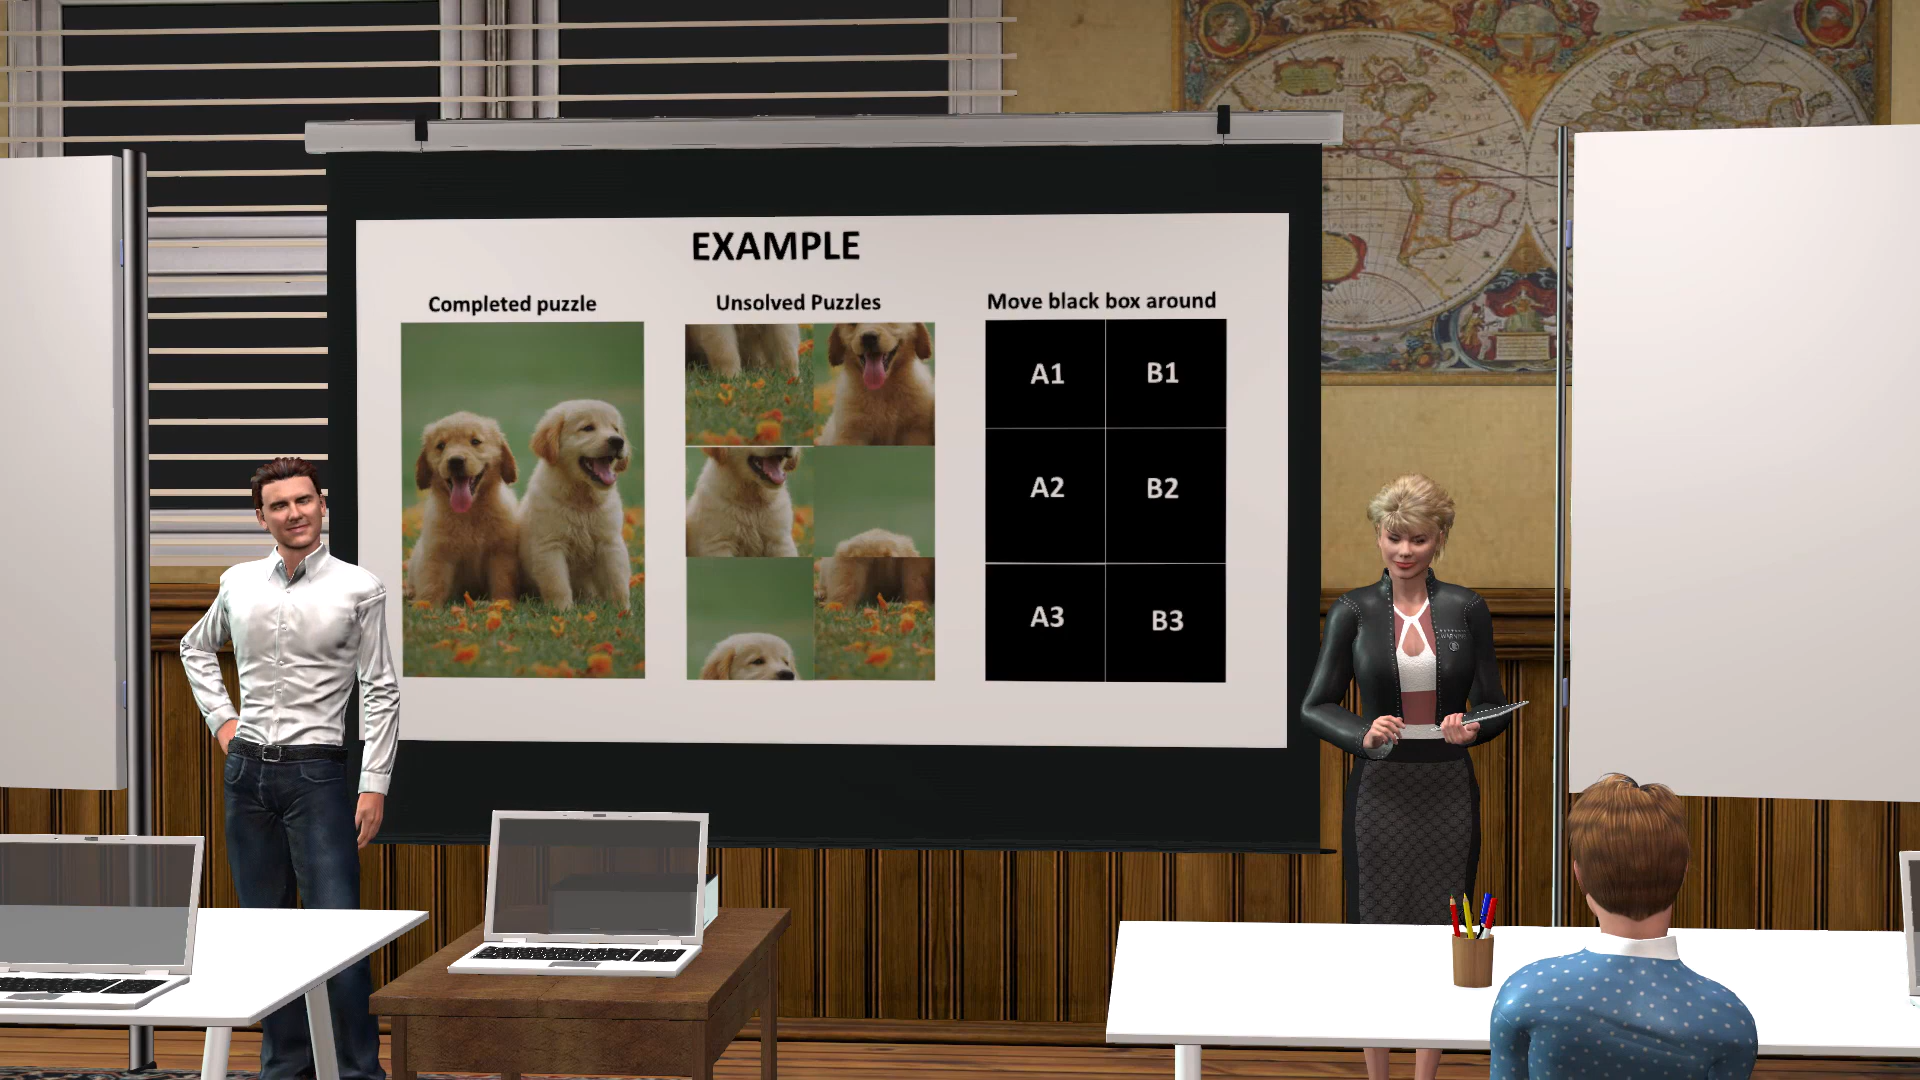 EXAMPLE
Completed puzzle
Unsolved Puzzles
Move black box around
A1
B1
A2
B2
A3
B3